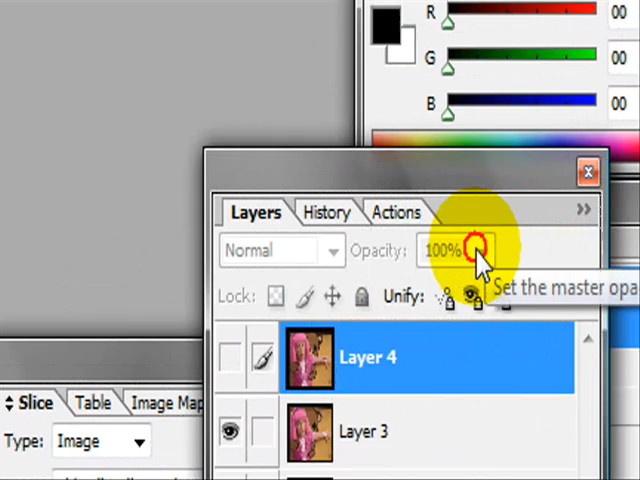 R 00
G 00
B 00
Layers History Actions
Normal Opacity: 100%
Lock: Unify:
Set the master opa
Layer 4
Layer 3
Slice Table Image Map
Type: Image